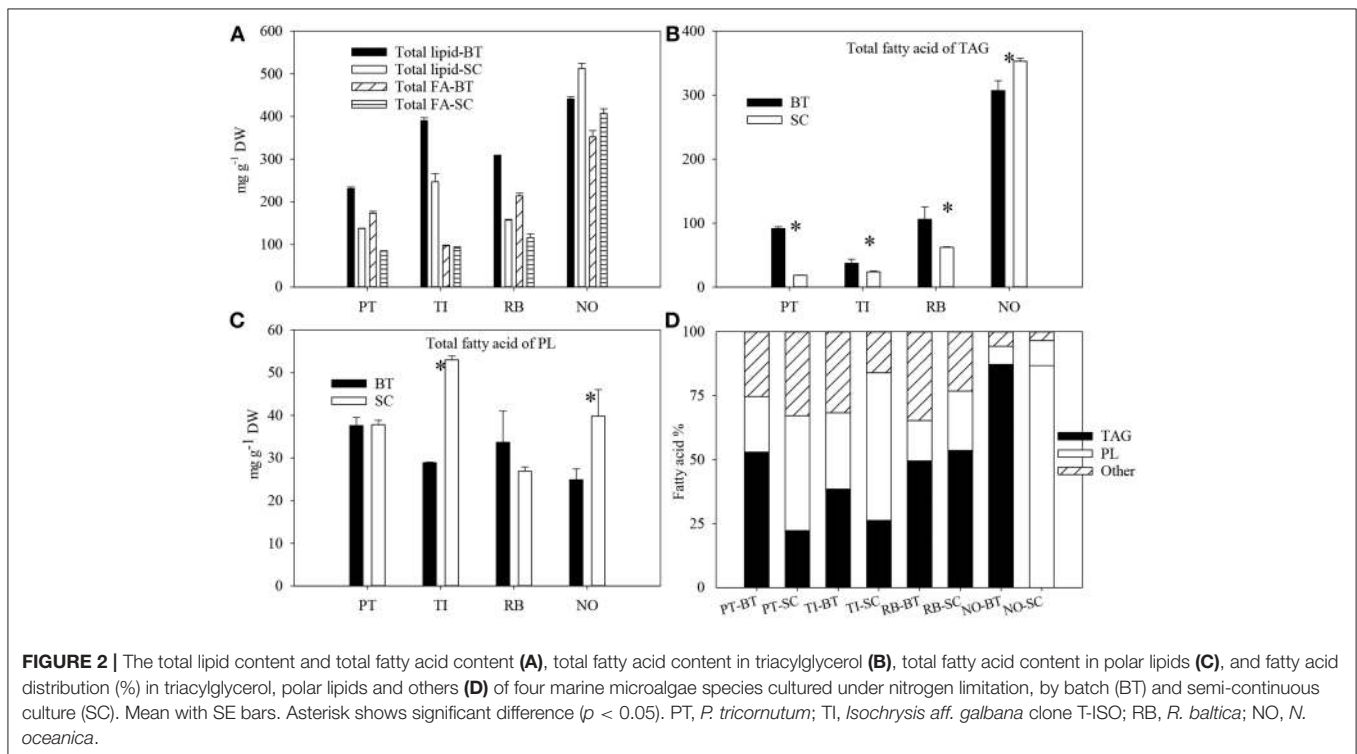 A
600
500
400
300
200
100
0
mg g-1 DW
Total lipid-BT
Total lipid-SC
Total FA-BT
Total FA-SC
PT TI RB NO
B
400
300
200
100
0
Total fatty acid of TAG
BT
SC
*
*
*
*
PT TI RB NO
C
60
50
40
30
20
10
0
mg g-1 DW
Total fatty acid of PL
BT
SC
*
*
PT TI RB NO
D
100
75
50
25
0
Fatty acid %
TAG
PL
Other
PT-BT PT-SC TI-BT TI-SC RB-BT RB-SC NO-BT NO-SC
FIGURE 2 | The total lipid content and total fatty acid content (A), total fatty acid content in triacylglycerol (B), total fatty acid content in polar lipids (C), and fatty acid
distribution (%) in triacylglycerol, polar lipids and others (D) of four marine microalgae species cultured under nitrogen limitation, by batch (BT) and semi-continuous
culture (SC). Mean with SE bars. Asterisk shows significant difference (p < 0.05). PT, P. tricornutum; TI, Isochrysis aff. galbana clone T-ISO; RB, R. baltica; NO, N.
oceanica.